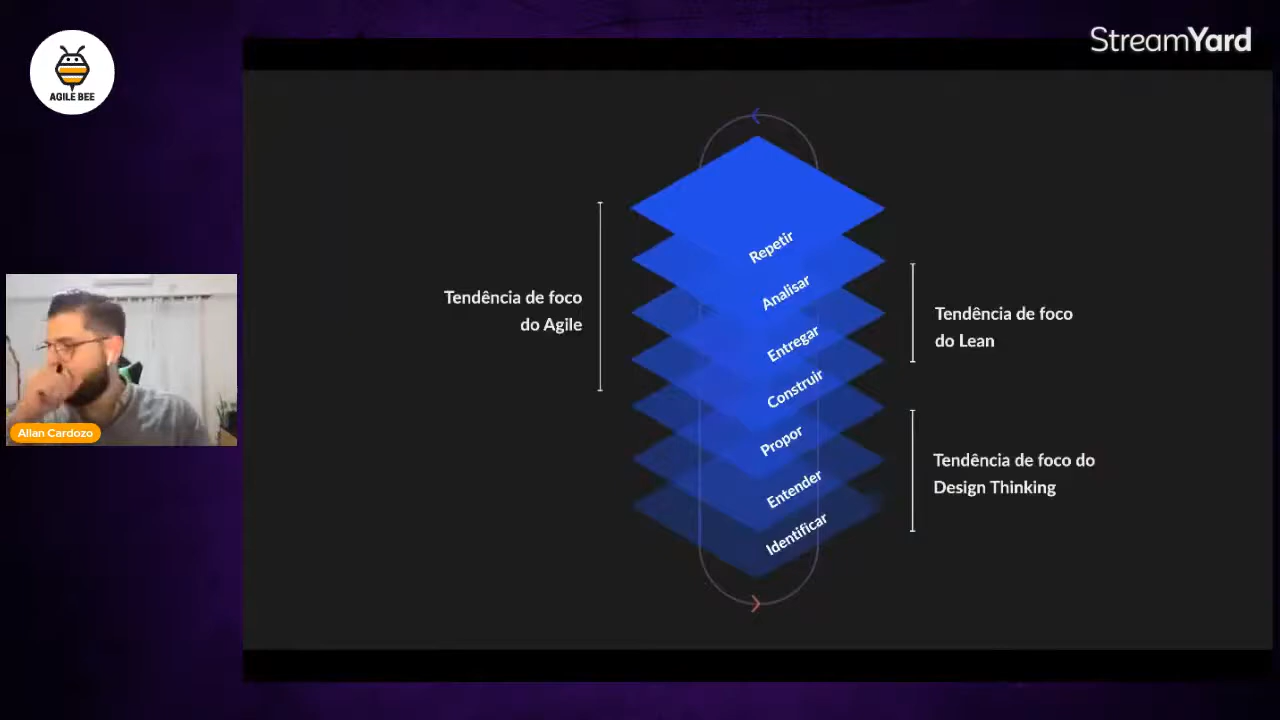 AGILE BEE
StreamYard
Repetir
Analisar
Entregar
Construir
Propor
Entender
Identificar
Tendência de foco
do Agile
Tendência de foco
do Lean
Tendência de foco do
Design Thinking
Allan Cardozo